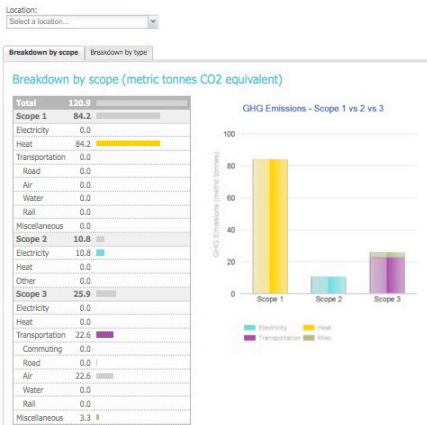 Location:
Select a location...
Breakdown by scope Breakdown by type
Breakdown by scope (metric tonnes CO2 equivalent)
Total 120.9
Scope 1 84.2
Electricity 0.0
Heat 84.2
Transportation 0.0
Road 0.0
Air 0.0
Water 0.0
Rail 0.0
Miscellaneous 0.0
Scope 2 10.8
Electricity 10.8
Heat 0.0
Other 0.0
Scope 3 25.9
Electricity 0.0
Heat 0.0
Transportation 22.6
Commuting 0.0
Road 0.0
Air 22.6
Water 0.0
Rail 0.0
Miscellaneous 3.3
GHG Emissions - Scope 1 vs 2 vs 3
GHG Emissions (metric tonnes)
100
80
60
40
20
0
Scope 1 Scope 2 Scope 3
Electricity Heat
Transportation Misc